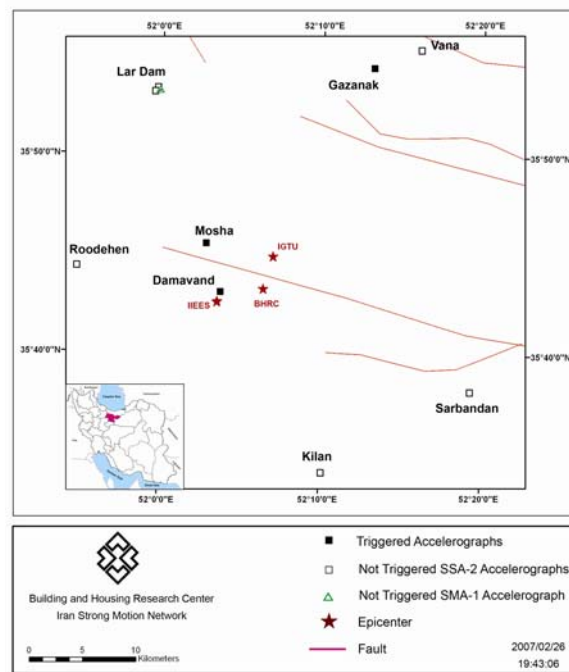 52°0'0"E
52°10'0"E
52°20'0"E
Vana
Lar Dam
Gazanak
35°50'0"N
35°50'0"N
Mosha
Roodehen
IGTU
Damavand
IIEES
BHRC
35°40'0"N
35°40'0"N
Sarbandan
Kilan
52°0'0"E
52°10'0"E
52°20'0"E
Building and Housing Research Center
Iran Strong Motion Network
0
5
10
Kilometers
Triggered Accelerographs
Not Triggered SSA-2 Accelerographs
Not Triggered SMA-1 Accelerograph
Epicenter
Fault
2007/02/26
19:43:06